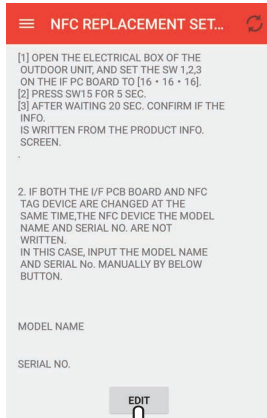 NFC REPLACEMENT SET...
[1] OPEN THE ELECTRICAL BOX OF THE
OUTDOOR UNIT, AND SET THE SW 1,2,3
ON THE IF PC BOARD TO [16・16・16].
[2] PRESS SW15 FOR 5 SEC.
[3] AFTER WAITING 20 SEC. CONFIRM IF THE
INFO.
IS WRITTEN FROM THE PRODUCT INFO.
SCREEN.
.
2. IF BOTH THE I/F PCB BOARD AND NFC
TAG DEVICE ARE CHANGED AT THE
SAME TIME,THE NFC DEVICE THE MODEL
NAME AND SERIAL NO. ARE NOT
WRITTEN.
IN THIS CASE, INPUT THE MODEL NAME
AND SERIAL No. MANUALLY BY BELOW
BUTTON.
MODEL NAME
SERIAL NO.
EDIT